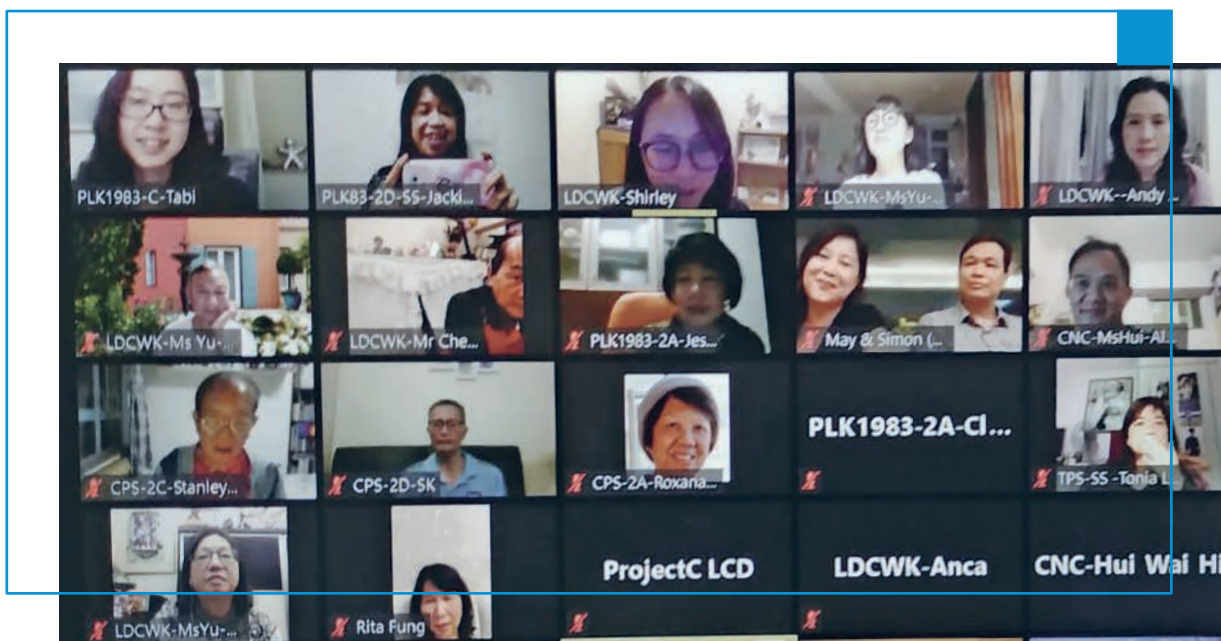 PLK1983-C-Tabi
PLK83-2D-SS-Jacki...
LDCWK-Shirley
LDCWK-MsYu-...
LDCWK--Andy ...
LDCWK-Ms Yu-...
LDCWK-Mr Che...
PLK1983-2A-Jes...
May & Simon (...
CNC-MsHui-Al...
CPS-2C-Stanley...
CPS-2D-SK
CPS-2A-Roxana...
PLK1983-2A-Cl...
TPS-SS -Tonia L...
LDCWK-MsYu-...
Rita Fung
ProjectC LCD
LDCWK-Anca
CNC-Hui Wai Hi